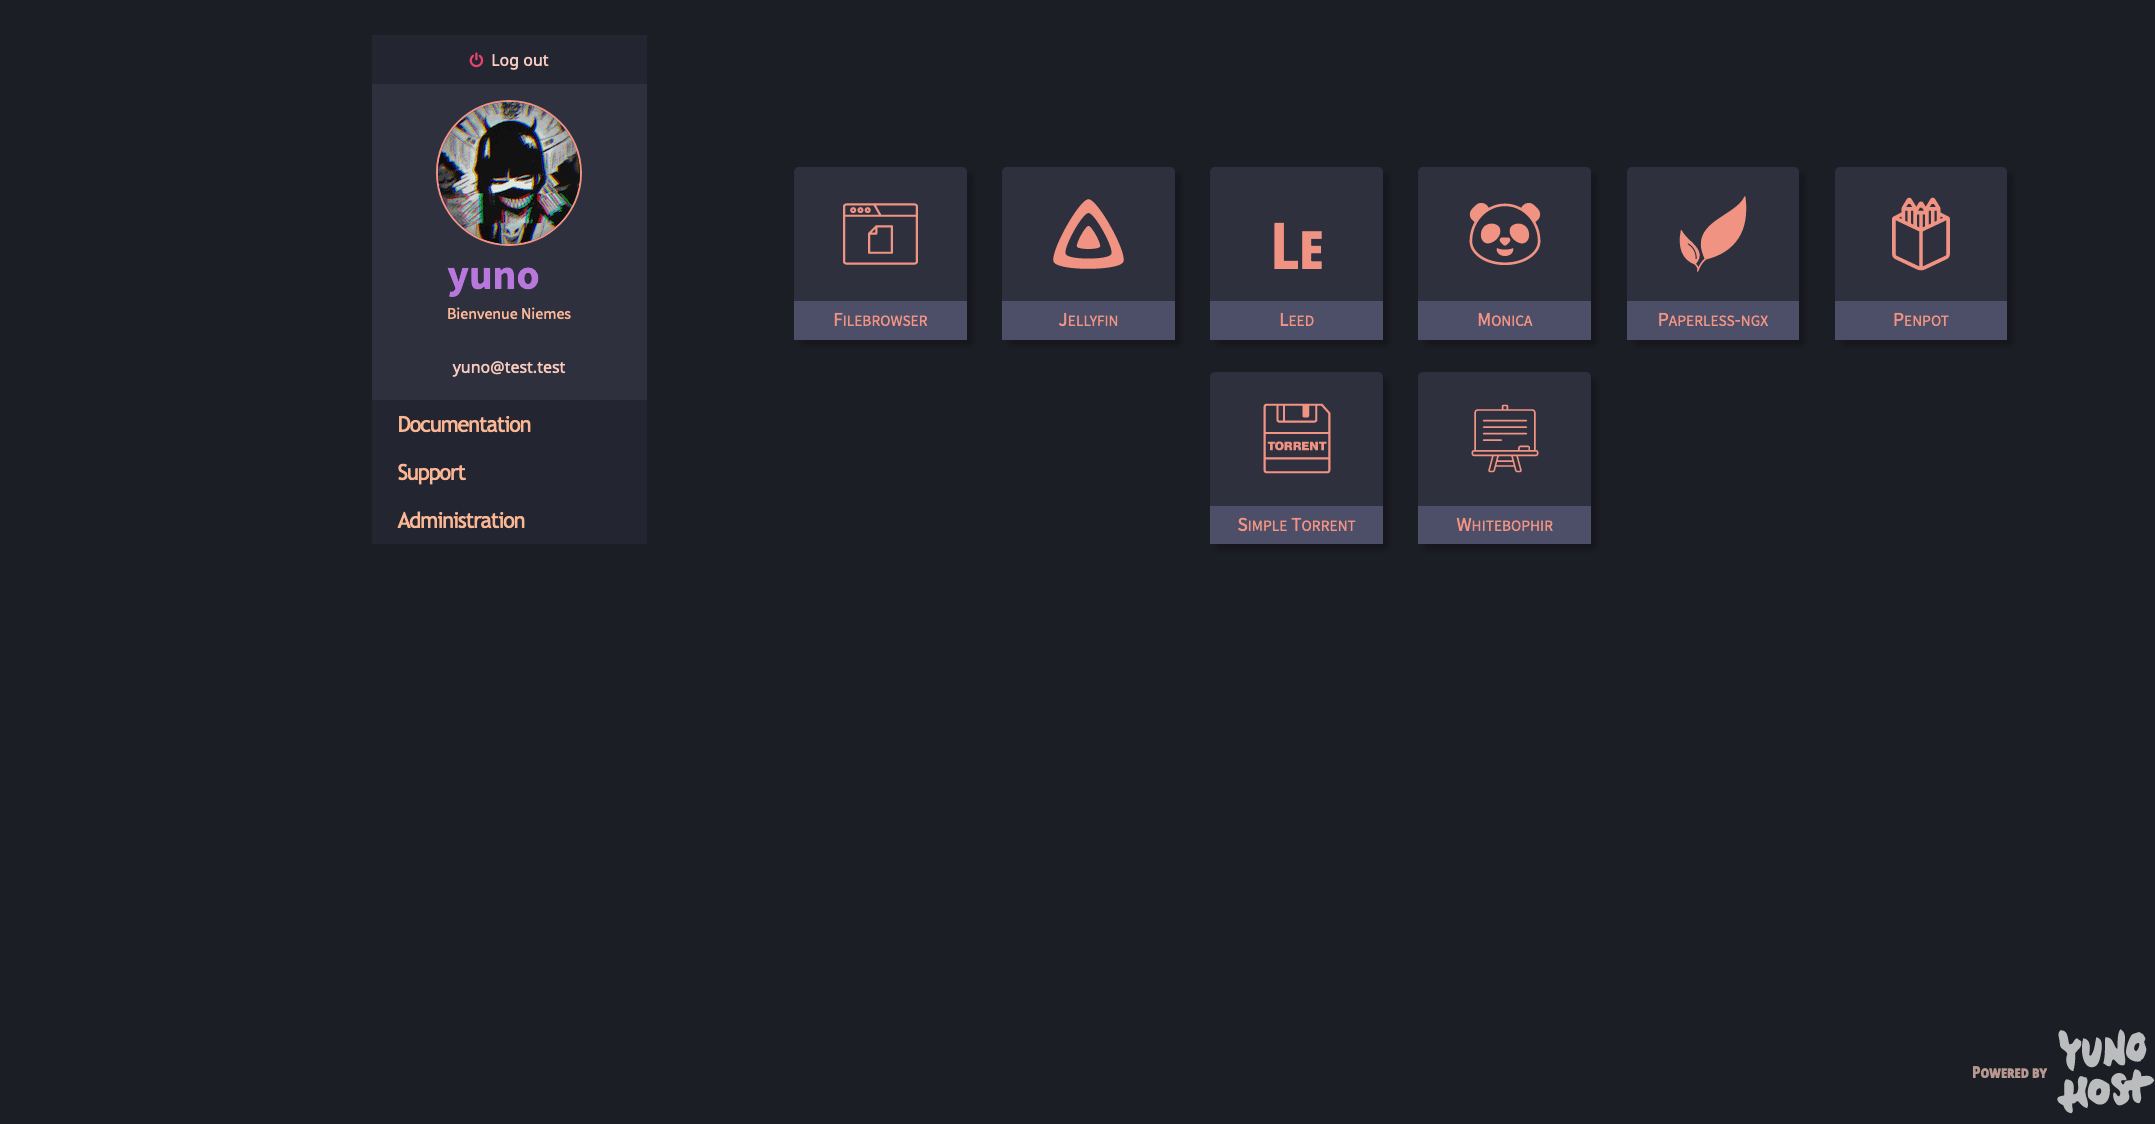 Log out
yuno
Bienvenue Niemes
yuno@test.test
Documentation
Support
Administration
LE
FILEBROWSER
JELLYFIN
LEED
MONICA
PAPERLESS-NGX
PENPOT
TORRENT
SIMPLE TORRENT
WHITEBOPHIR
POWERED BY
YUNO
HOST